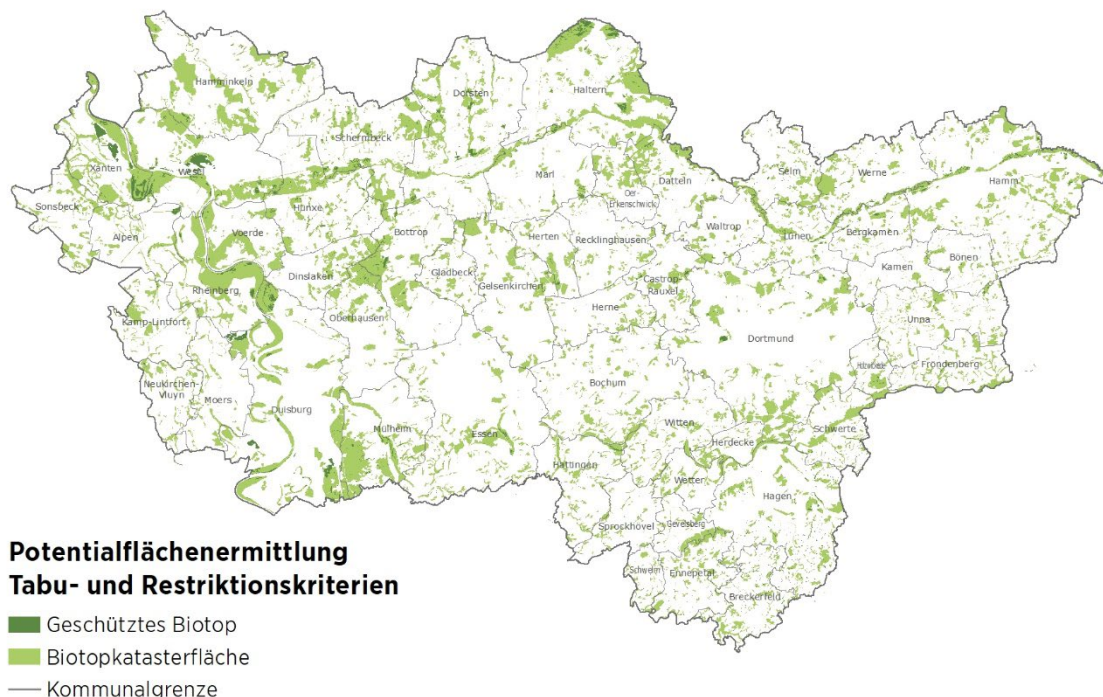 Hamminkeln
Dorsten
Haltern
Schermbeck
Xanten
Wesel
Marl
Datteln
Selm
Werne
Hamm
Sonsbeck
Hünxe
Oer
Erkenschwick
Alpen
Voerde
Bottrop
Herten
Recklinghausen
Waltrop
Lünen
Bergkamen
Dinslaken
Gladbeck
Gelsenkirchen
Castrop-
Rauxel
Kamen
Bönen
Rheinberg
Kamp-Lintfort
Oberhausen
Herne
Unna
Dortmund
Holzwickede
Fröndenberg
Neukirchen-
Vluyn
Moers
Bochum
Duisburg
Mülheim
Essen
Witten
Herdecke
Schwerte
Hattingen
Wetter
Hagen
Sprockhövel
Gevelsberg
Schwelm
Ennepetal
Breckerfeld
Potentialflächenermittlung
Tabu- und Restriktionskriterien
Geschütztes Biotop
Biotopkatasterfläche
Kommunalgrenze